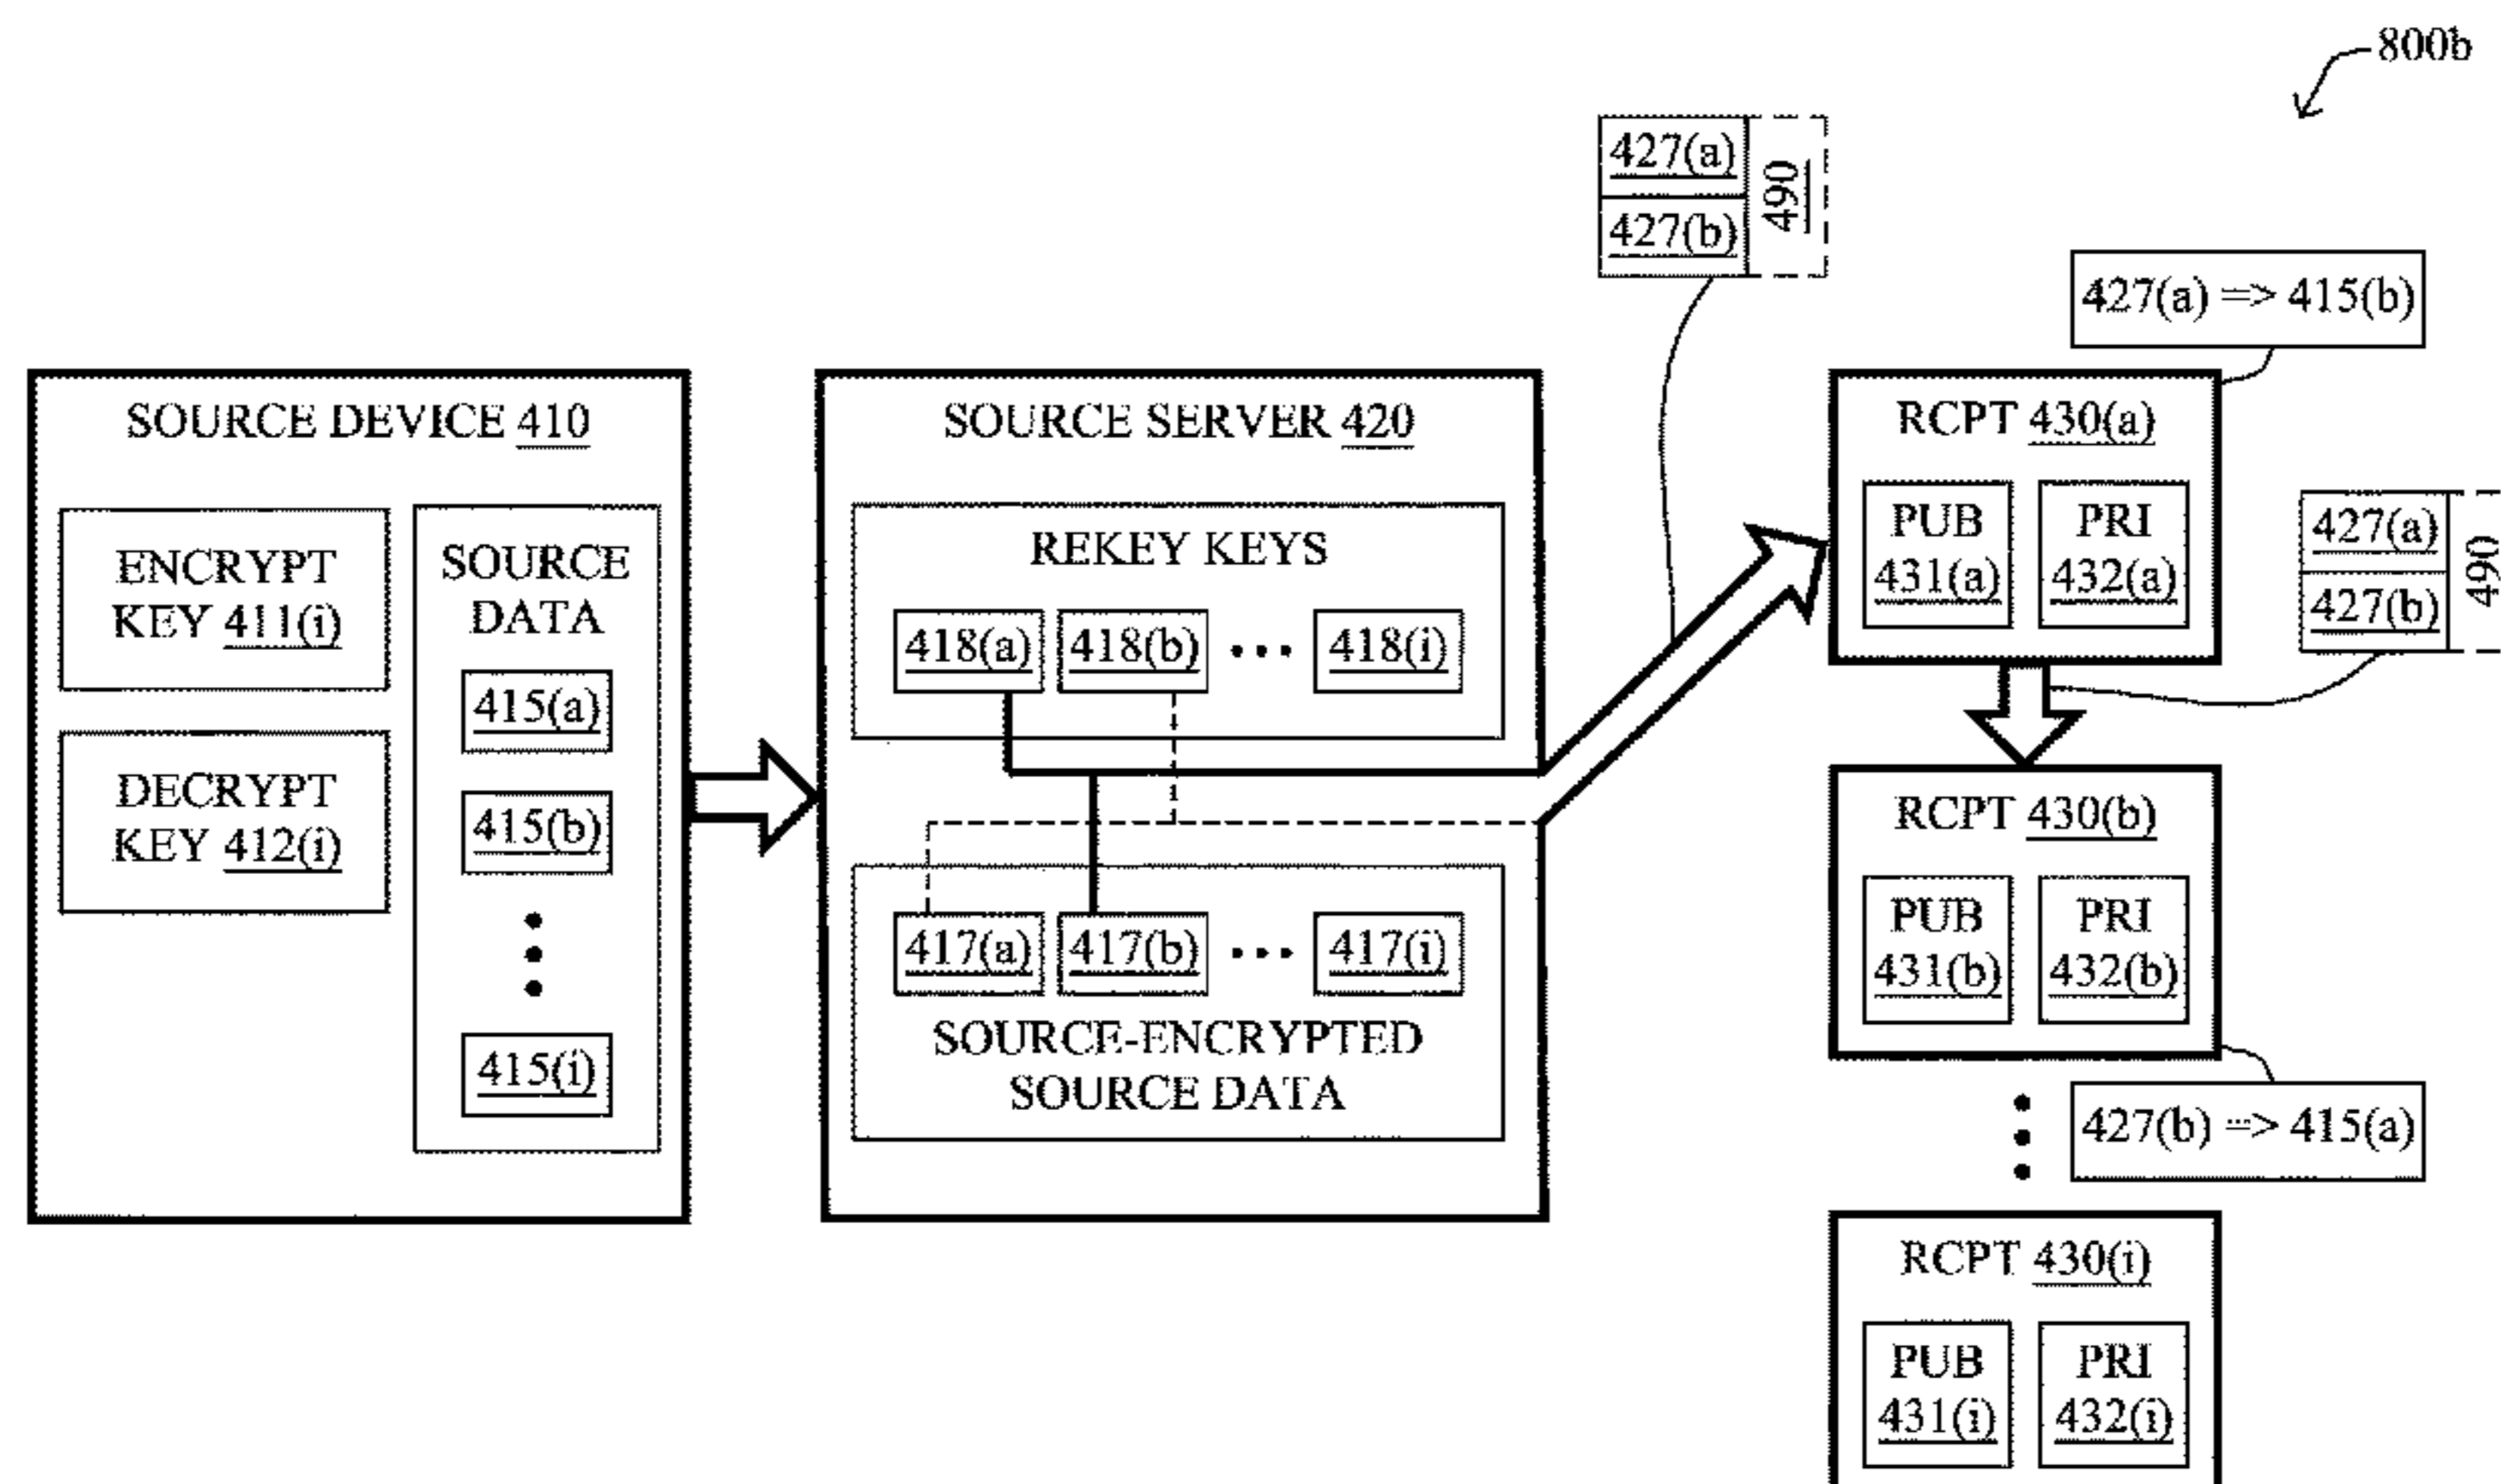 800b
427(a)
427(b)
490
427(a) => 415(b)
SOURCE DEVICE 410
ENCRYPT
KEY 411(i)
DECRYPT
KEY 412(i)
SOURCE
DATA
415(a)
415(b)
415(i)
SOURCE SERVER 420
REKEY KEYS
418(a) 418(b) ••• 418(i)
417(a) 417(b) ••• 417(i)
SOURCE-ENCRYPTED
SOURCE DATA
RCPT 430(a)
PUB
431(a)
PRI
432(a)
427(a)
427(b)
490
RCPT 430(b)
PUB
431(b)
PRI
432(b)
427(b) => 415(a)
RCPT 430(i)
PUB
431(i)
PRI
432(i)